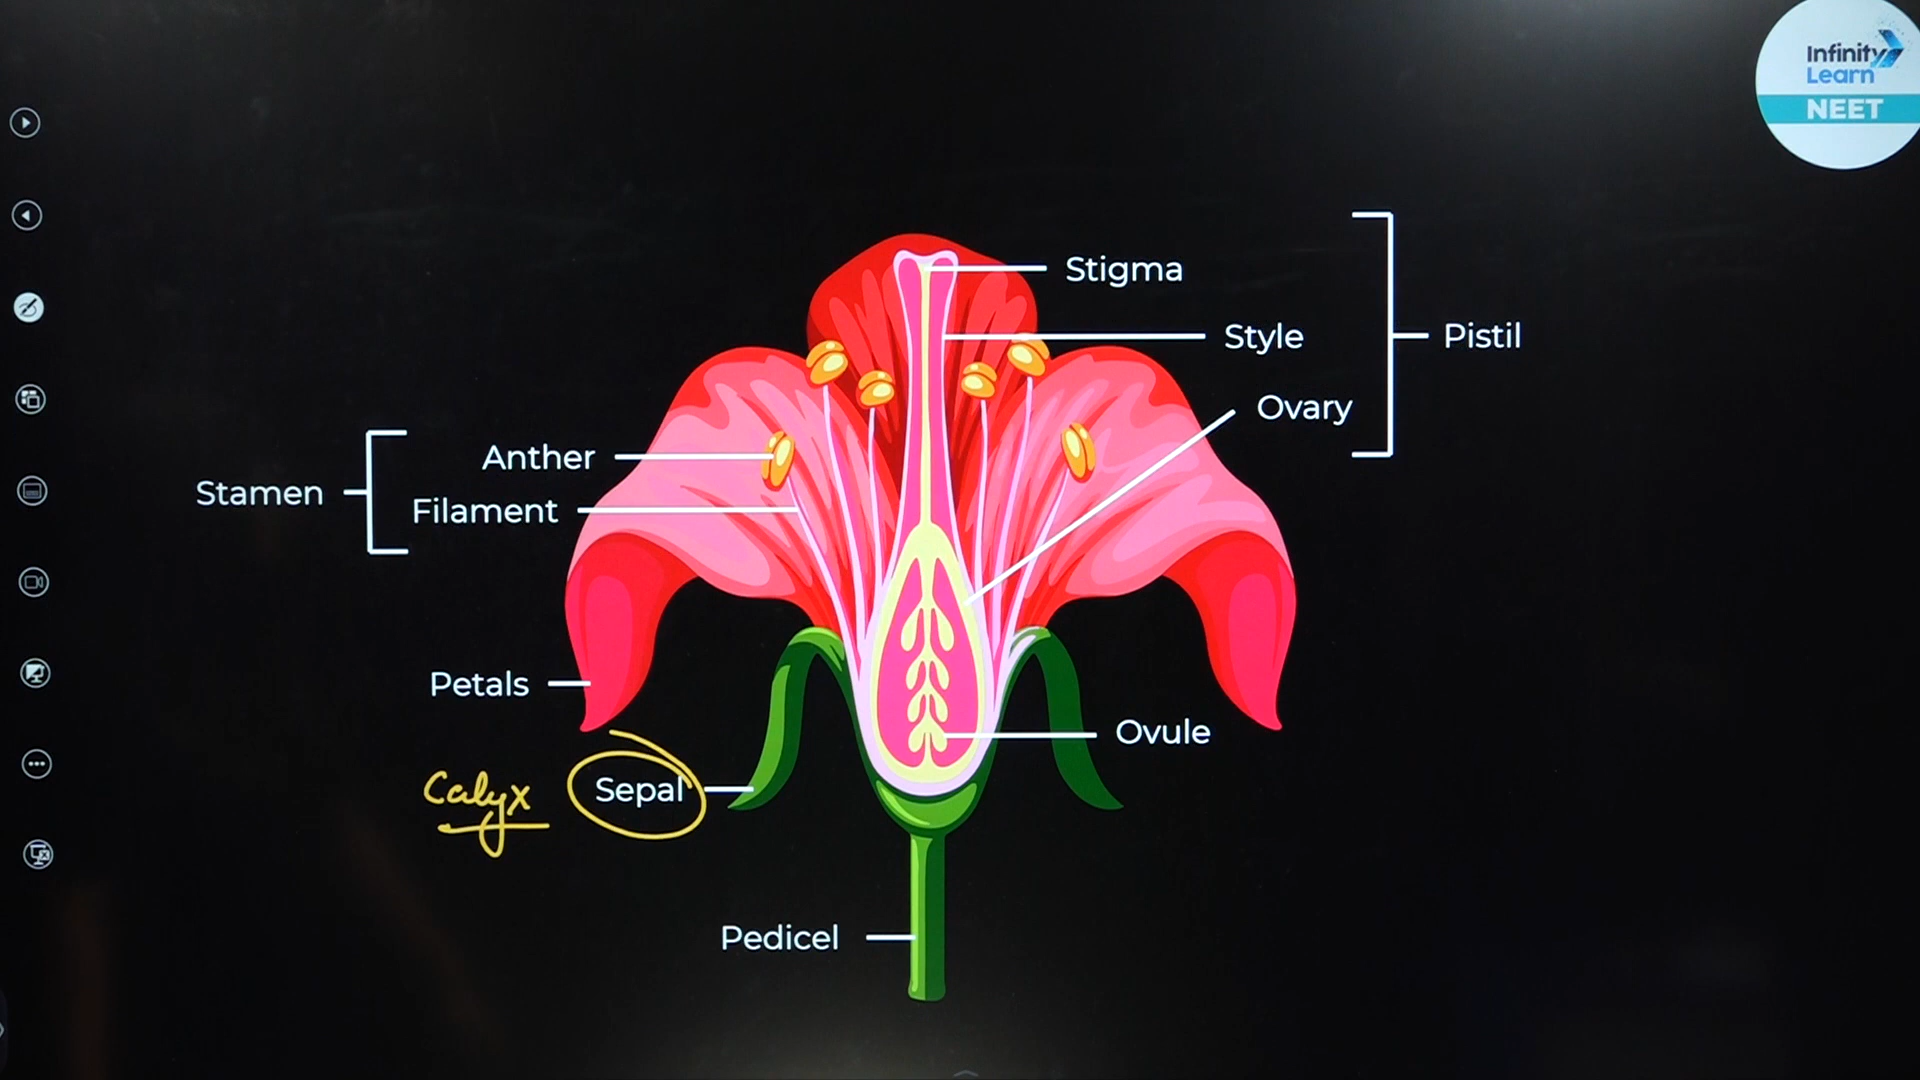 Infinity
Learn
NEET
Stigma
Style
Pistil
Ovary
Anther
Stamen
Filament
Petals
Ovule
Calyx
Sepal
Pedicel